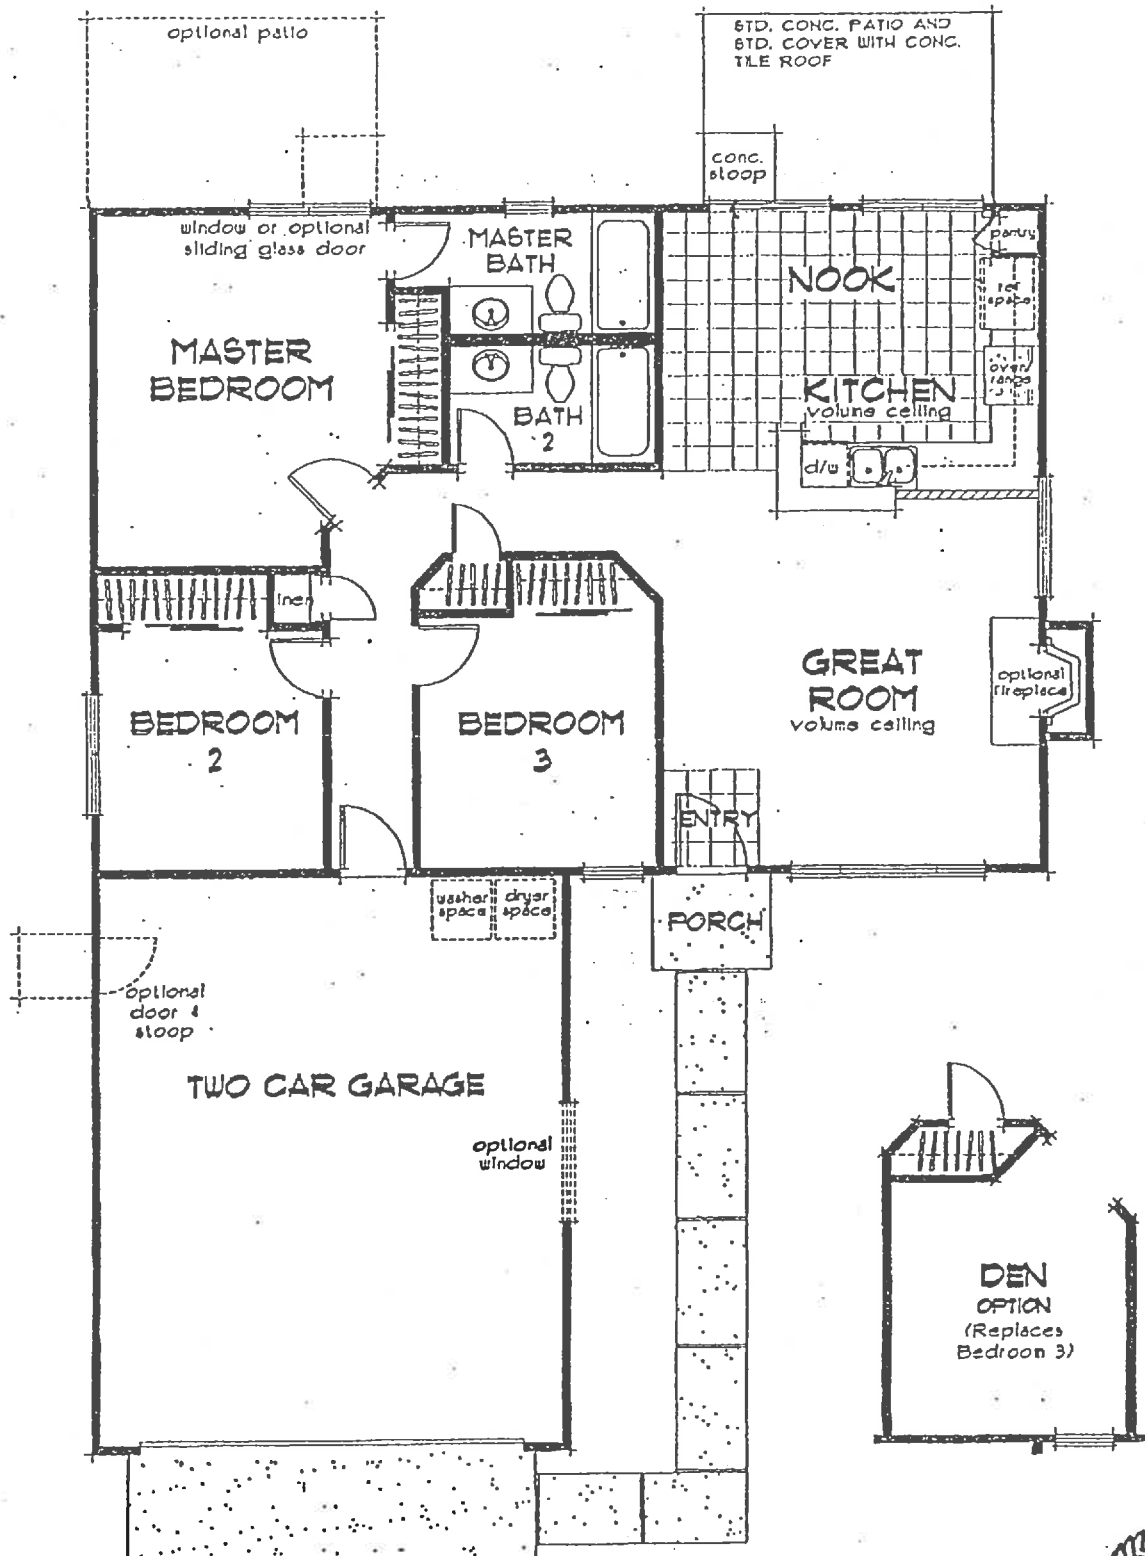 optional patio
STD. CONC. PATIO AND
STD. COVER WITH CONC.
TILE ROOF
conc.
stoop
window or optional
sliding glass door
MASTER
BATH
pantry
NOOK
ref
space
MASTER
BEDROOM
oven/
range
KITCHEN
volume ceiling
BATH
2
d/w
linen
GREAT
ROOM
volume ceiling
optional
fireplace
BEDROOM
2
BEDROOM
3
ENTRY
washer
space
dryer
space
PORCH
optional
door &
stoop
TWO CAR GARAGE
optional
window
DEN
OPTION
(Replaces
Bedroom 3)